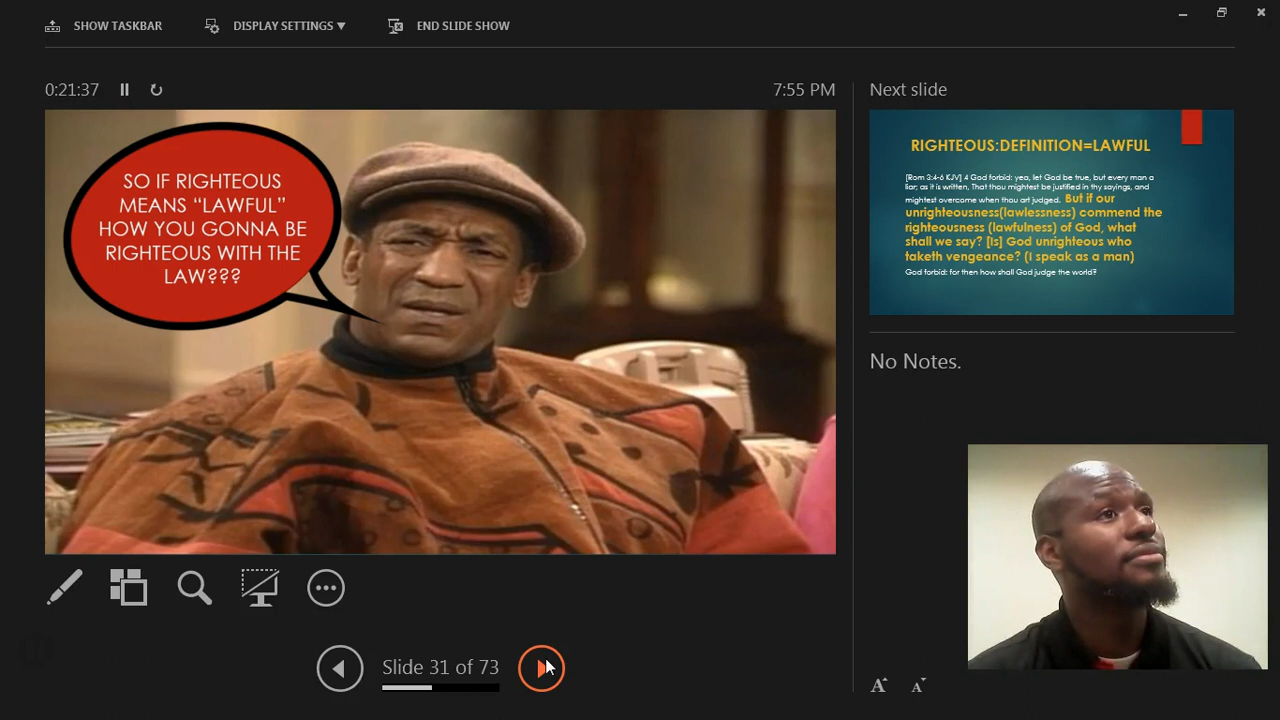 SHOW TASKBAR
DISPLAY SETTINGS ▼
END SLIDE SHOW
0:21:37
7:55 PM
Next slide
SO IF RIGHTEOUS
MEANS “LAWFUL”
HOW YOU GONNA BE
RIGHTEOUS WITH THE
LAW???
RIGHTEOUS:DEFINITION=LAWFUL
[Rom 3:4-6 KJV] 4 God forbid: yea, let God be true, but every man a
liar; as it is written, That thou mightest be justified in thy sayings, and
mightest overcome when thou art judged. But if our
unrighteousness(lawlessness) commend the
righteousness (lawfulness) of God, what
shall we say? [Is] God unrighteous who
taketh vengeance? (I speak as a man)
God forbid: for then how shall God judge the world?
No Notes.
Slide 31 of 73
A A